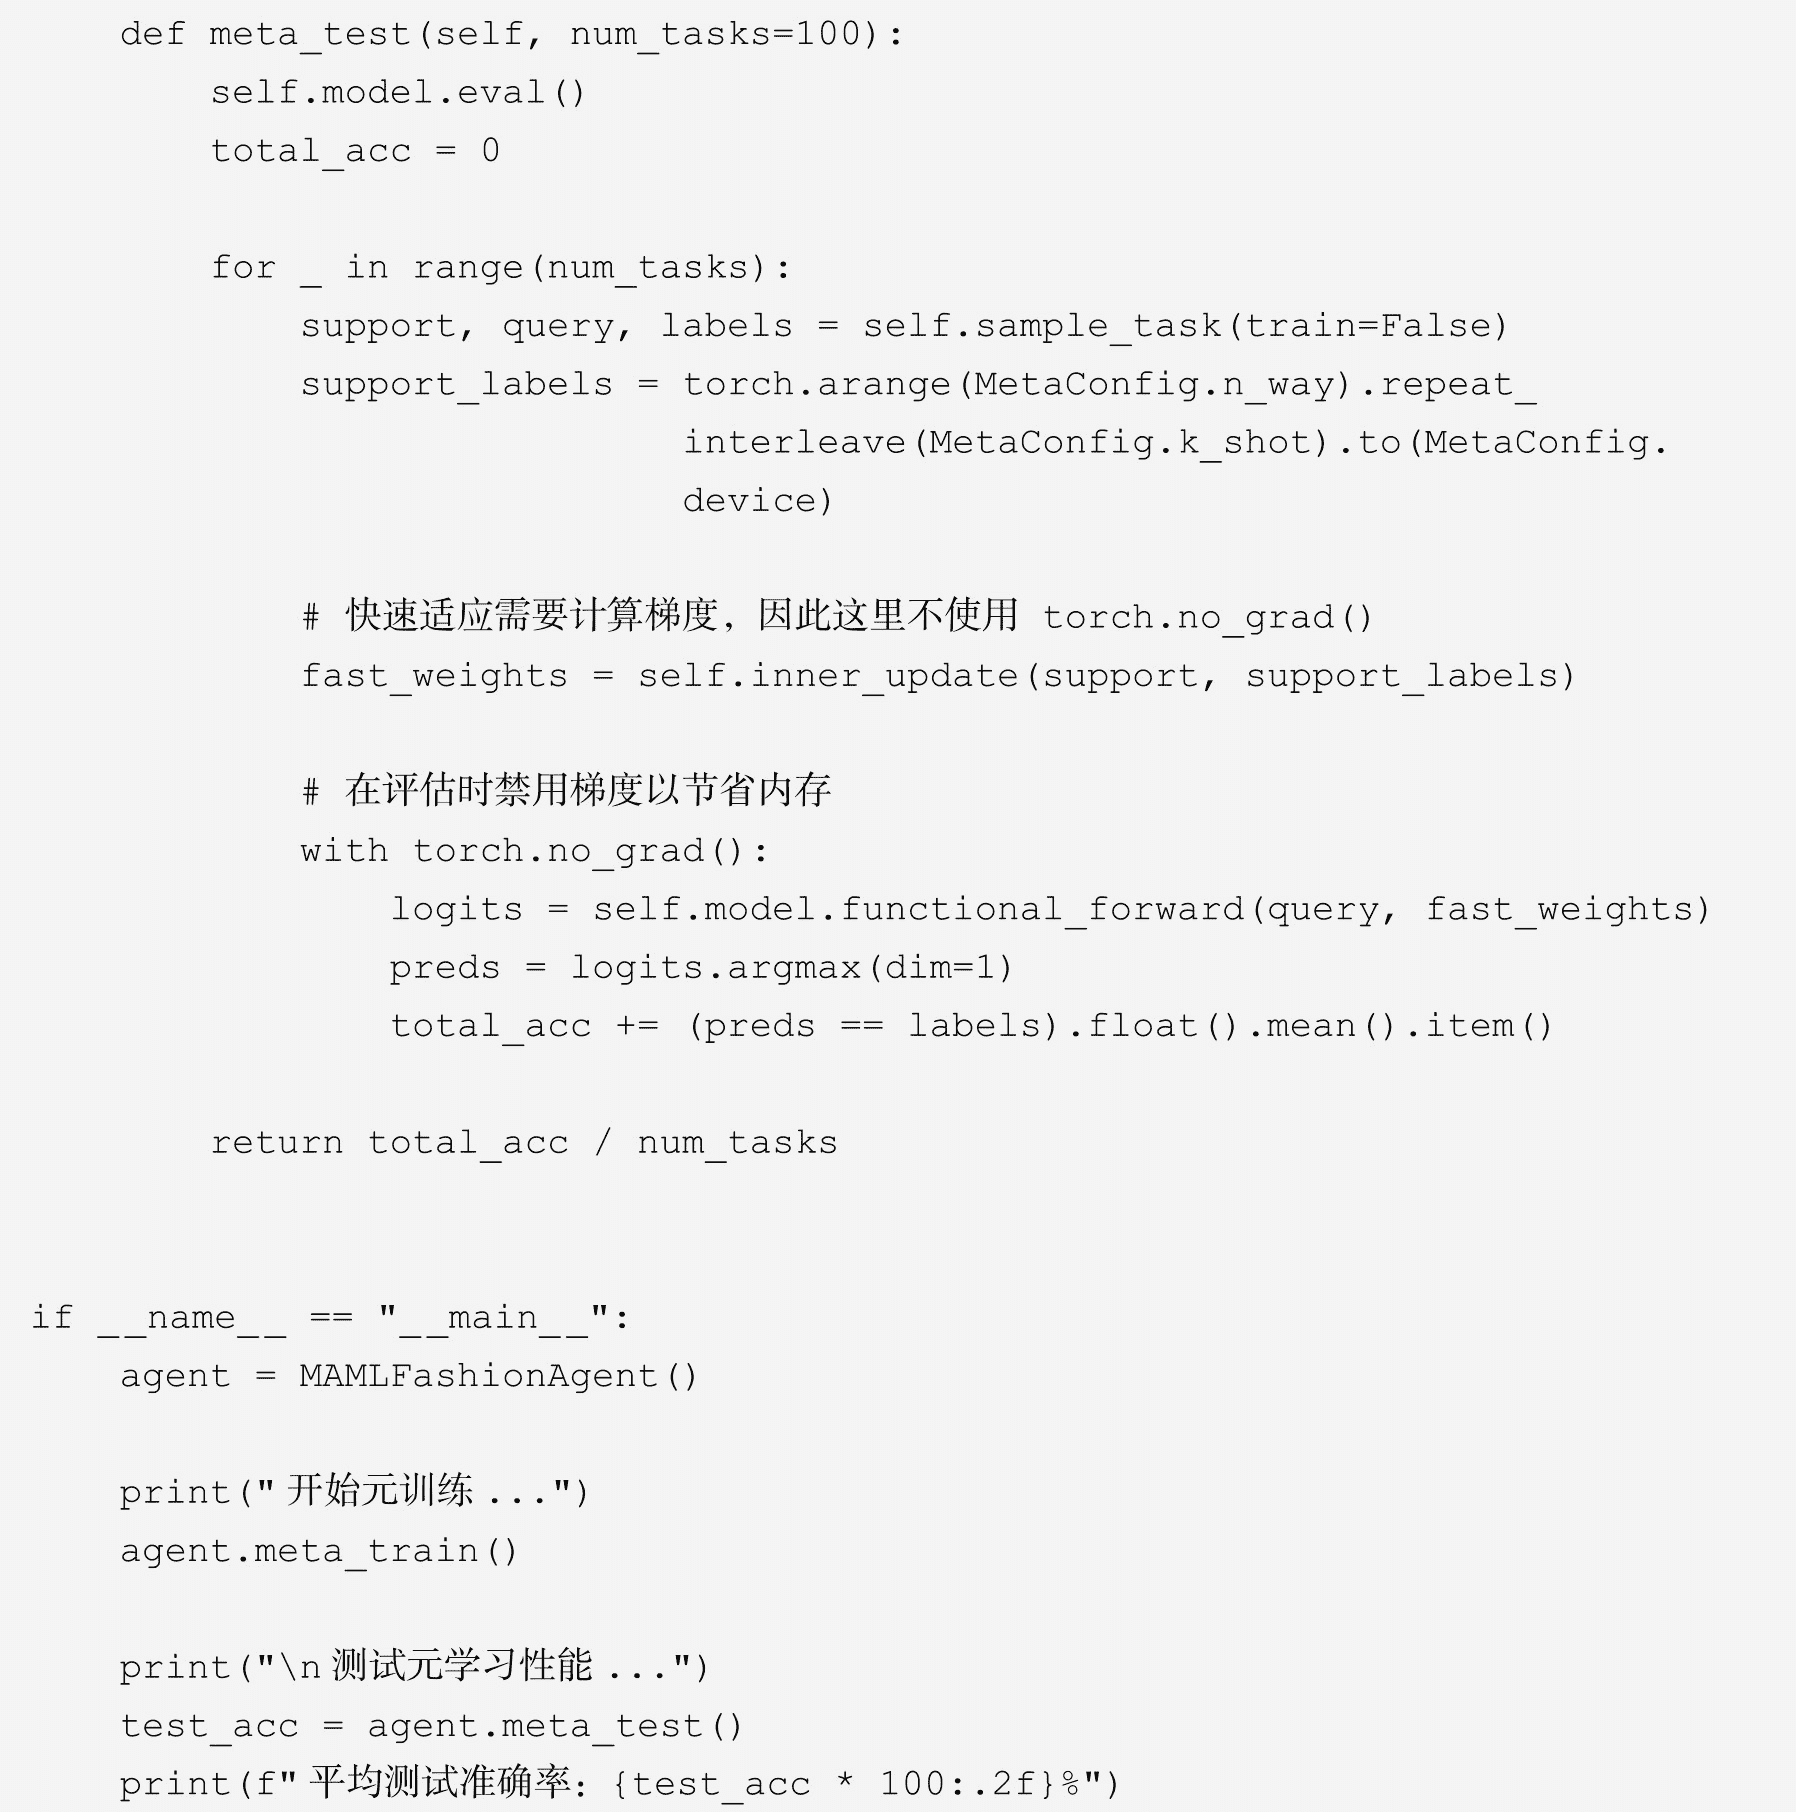 def meta_test(self, num_tasks=100):
self.model.eval()
total_acc = 0
for _ in range(num_tasks):
support, query, labels = self.sample_task(train=False)
support_labels = torch.arange(MetaConfig.n_way).repeat_
interleave(MetaConfig.k_shot).to(MetaConfig.
device)
# 快速适应需要计算梯度，因此这里不使用 torch.no_grad()
fast_weights = self.inner_update(support, support_labels)
# 在评估时禁用梯度以节省内存
with torch.no_grad():
logits = self.model.functional_forward(query, fast_weights)
preds = logits.argmax(dim=1)
total_acc += (preds == labels).float().mean().item()
return total_acc / num_tasks
if __name__ == "__main__":
agent = MAMLFashionAgent()
print("开始元训练...")
agent.meta_train()
print("\n测试元学习性能...")
test_acc = agent.meta_test()
print(f"平均测试准确率：{test_acc * 100:.2f}%")